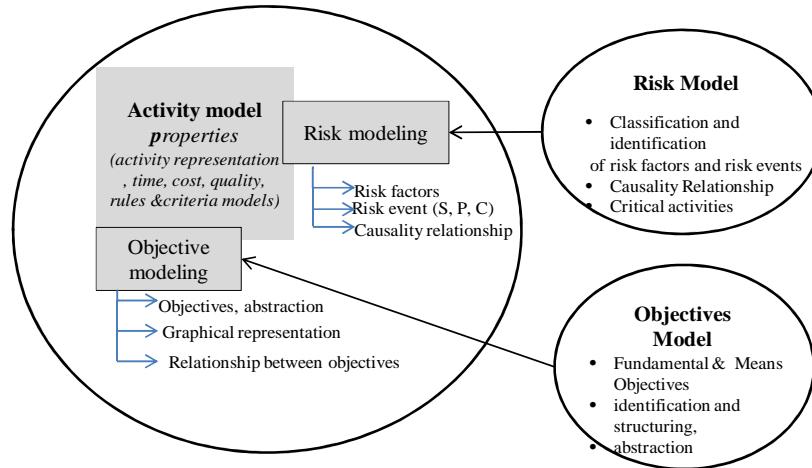 Activity model
properties
(activity representation
, time, cost, quality,
rules &criteria models)
Risk modeling
Risk factors
Risk event (S, P, C)
Causality relationship
Objective
modeling
Objectives, abstraction
Graphical representation
Relationship between objectives
Risk Model
• Classification and
identification
of risk factors and risk events
• Causality Relationship
• Critical activities
Objectives
Model
• Fundamental & Means
Objectives
• identification and
structuring,
• abstraction